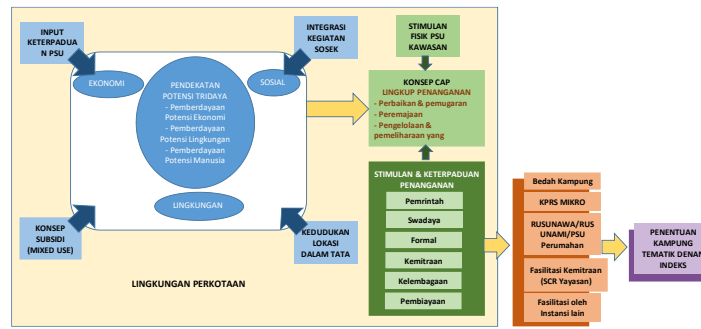 INPUT
KETERPADUA
N PSU
INTEGRASI
KEGIATAN
SOSEK
STIMULAN
FISIK PSU
KAWASAN
EKONOMI
SOSIAL
PENDEKATAN
POTENSI TRIDAYA
- Pemberdayaan
Potensi Ekonomi
- Pemberdayaan
Potensi Lingkungan
- Pemberdayaan
Potensi Manusia
LINGKUNGAN
KONSEP
SUBSIDI
(MIXED USE)
KEDUDUKAN
LOKASI
DALAM TATA
LINGKUNGAN PERKOTAAN
KONSEP CAP
LINGKUP PENANGANAN
- Perbaikan & pemugaran
- Peremajaan
- Pengelolaan &
pemeliharaan yang
STIMULAN & KETERPADUAN
PENANGANAN
Pemrintah
Swadaya
Formal
Kemitraan
Kelembagaan
Pembiayaan
Bedah Kampung
KPRS MIKRO
RUSUNAWA/RUS
UNAMI/PSU
Perumahan
Fasilitasi Kemitraan
(SCR Yayasan)
Fasilitasi oleh
Instansi lain
PENENTUAN
KAMPUNG
TEMATIK DENAN
INDEKS